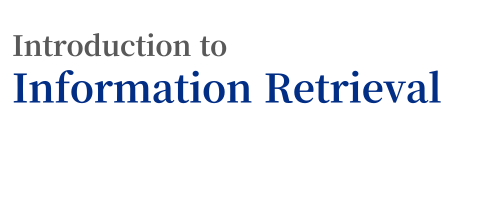 Introduction to
Information Retrieval